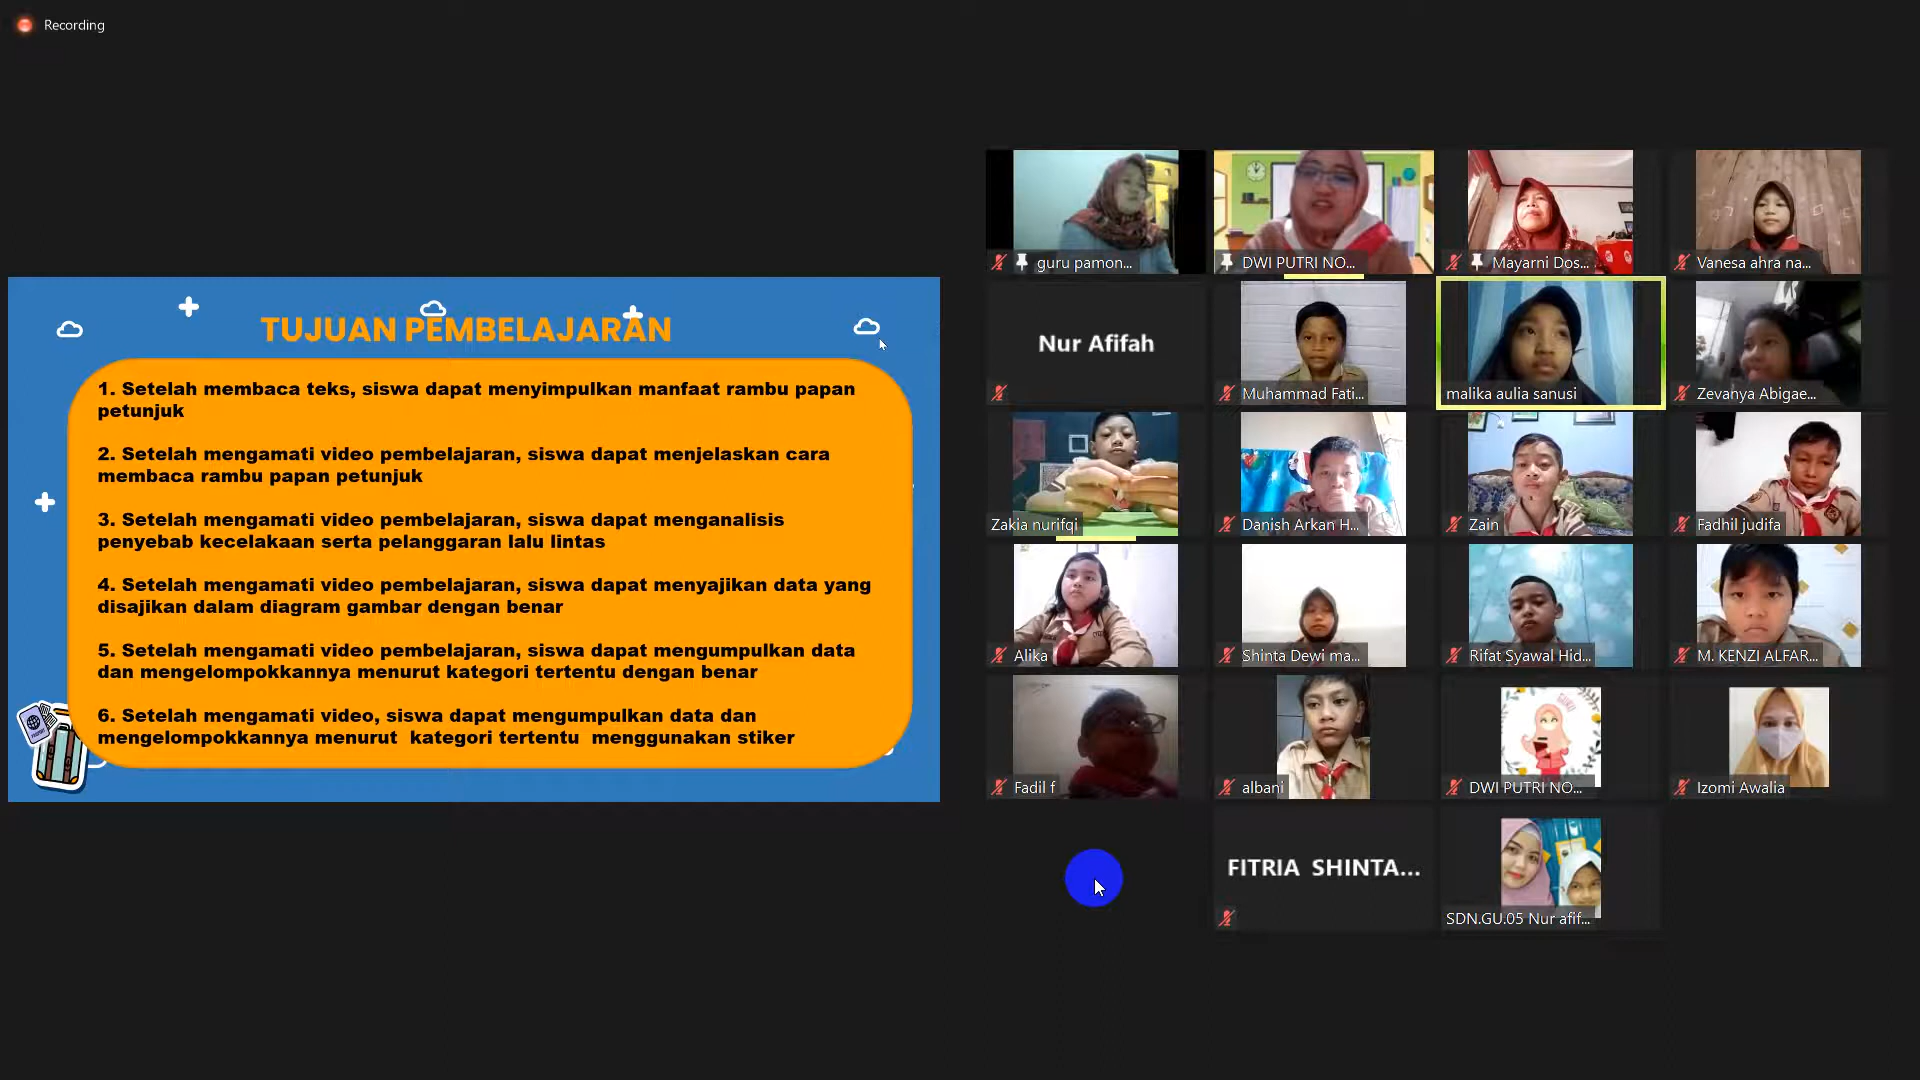 Recording
TUJUAN PEMBELAJARAN
1. Setelah membaca teks, siswa dapat menyimpulkan manfaat rambu papan
petunjuk
2. Setelah mengamati video pembelajaran, siswa dapat menjelaskan cara
membaca rambu papan petunjuk
3. Setelah mengamati video pembelajaran, siswa dapat menganalisis
penyebab kecelakaan serta pelanggaran lalu lintas
4. Setelah mengamati video pembelajaran, siswa dapat menyajikan data yang
disajikan dalam diagram gambar dengan benar
5. Setelah mengamati video pembelajaran, siswa dapat mengumpulkan data
dan mengelompokkannya menurut kategori tertentu dengan benar
6. Setelah mengamati video, siswa dapat mengumpulkan data dan
mengelompokkannya menurut  kategori tertentu  menggunakan stiker
guru pamon...
DWI PUTRI NO...
Mayarni Dos...
Vanesa ahra na...
Nur Afifah
Muhammad Fati...
malika aulia sanusi
Zevanya Abigae...
Zakia nurifqi
Danish Arkan H...
Zain
Fadhil judifa
Alika
Shinta Dewi ma...
Rifat Syawal Hid...
M. KENZI ALFAR...
Fadil f
albani
DWI PUTRI NO...
Izomi Awalia
FITRIA  SHINTA...
SDN.GU.05 Nur afif...